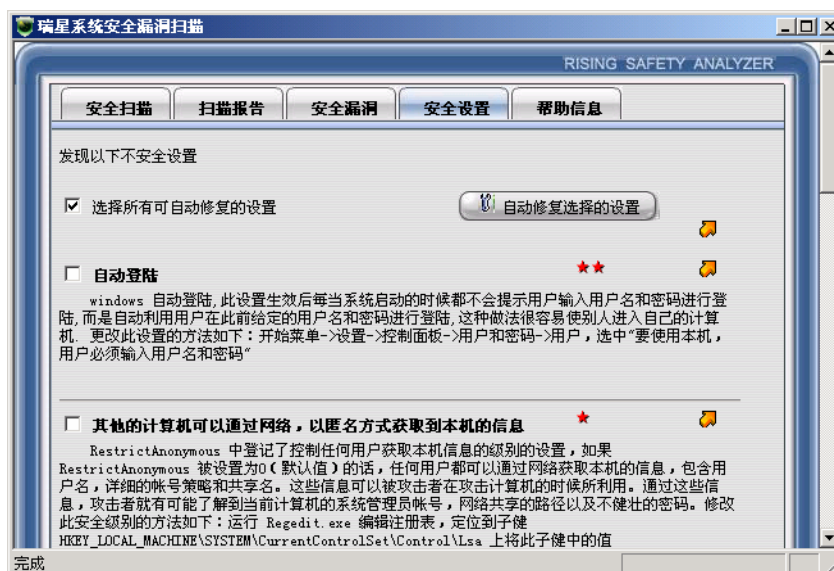 瑞星系统安全漏洞扫描
RISING SAFETY ANALYZER
安全扫描 扫描报告 安全漏洞 安全设置 帮助信息
发现以下不安全设置
选择所有可自动修复的设置 自动修复选择的设置
自动登陆
windows 自动登陆,此设置生效后每当系统启动的时候都不会提示用户输入用户名和密码进行登
陆,而是自动利用用户在此前给定的用户名和密码进行登陆,这种做法很容易使别人进入自己的计算
机. 更改此设置的方法如下：开始菜单->设置->控制面板->用户和密码->用户，选中“要使用本机，
用户必须输入用户名和密码”
其他的计算机可以通过网络，以匿名方式获取到本机的信息
RestrictAnonymous 中登记了控制任何用户获取本机信息的级别的设置，如果
RestrictAnonymous 被设置为0（默认值）的话，任何用户都可以通过网络获取本机的信息，包含用
户名，详细的帐号策略和共享名。这些信息可以被攻击者在攻击计算机的时候所利用。通过这些信
息，攻击者就有可能了解到当前计算机的系统管理员帐号，网络共享的路径以及不健壮的密码。修改
此安全级别的方法如下：运行 Regedit.exe 编辑注册表，定位到子健
HKEY_LOCAL_MACHINE\SYSTEM\CurrentControlSet\Control\Lsa 上将此子健中的值
完成